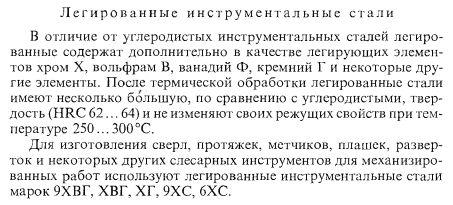 Легированные инструментальные стали
В отличие от углеродистых инструментальных сталей легиро-
ванные содержат дополнительно в качестве легирующих элемен-
тов хром Х, вольфрам В, ванадий Ф, кремний Г и некоторые дру-
гие элементы. После термической обработки легированные стали
имеют несколько бо́льшую, по сравнению с углеродистыми, твер-
дость (HRC 62...64) и не изменяют своих режущих свойств при тем-
пературе 250...300°С.
Для изготовления сверл, протяжек, метчиков, плашек, разверт-
ток и некоторых других слесарных инструментов для механизиро-
ванных работ используют легированные инструментальные стали
марок 9ХВГ, ХВГ, ХГ, 9ХС, 6ХС.